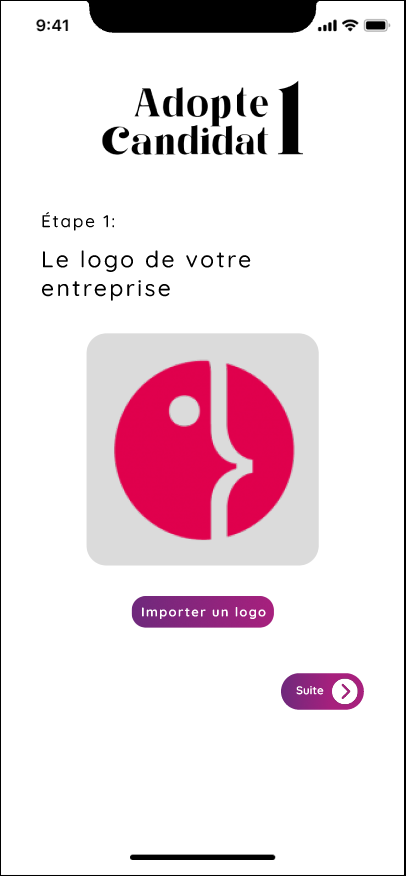 9:41
Adopte 1
Candidat
Étape 1:
Le logo de votre
entreprise
Importer un logo
Suite